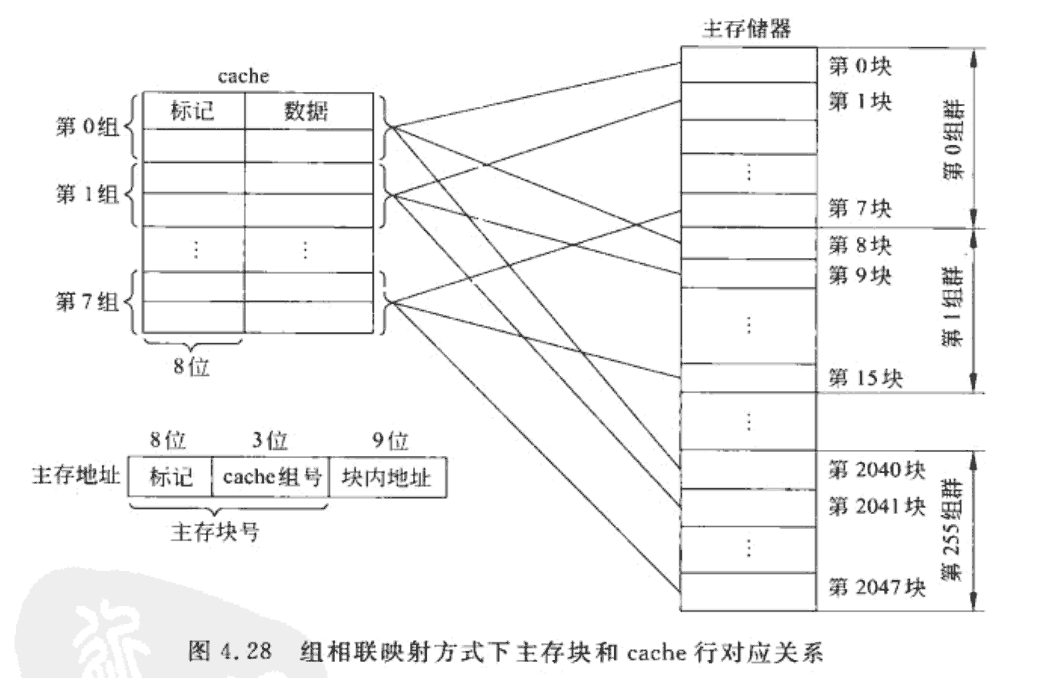 主存储器
cache
标记 数据
第0组
第1组
⋮ ⋮
第7组
8位
第0块
第1块
⋮
第7块
第8块
第9块
⋮
第15块
⋮
第2040块
第2041块
⋮
第2047块
第0组群
第1组群
第255组群
8位 3位 9位
主存地址 标记 cache组号 块内地址
主存块号
图 4.28 组相联映射方式下主存块和 cache 行对应关系